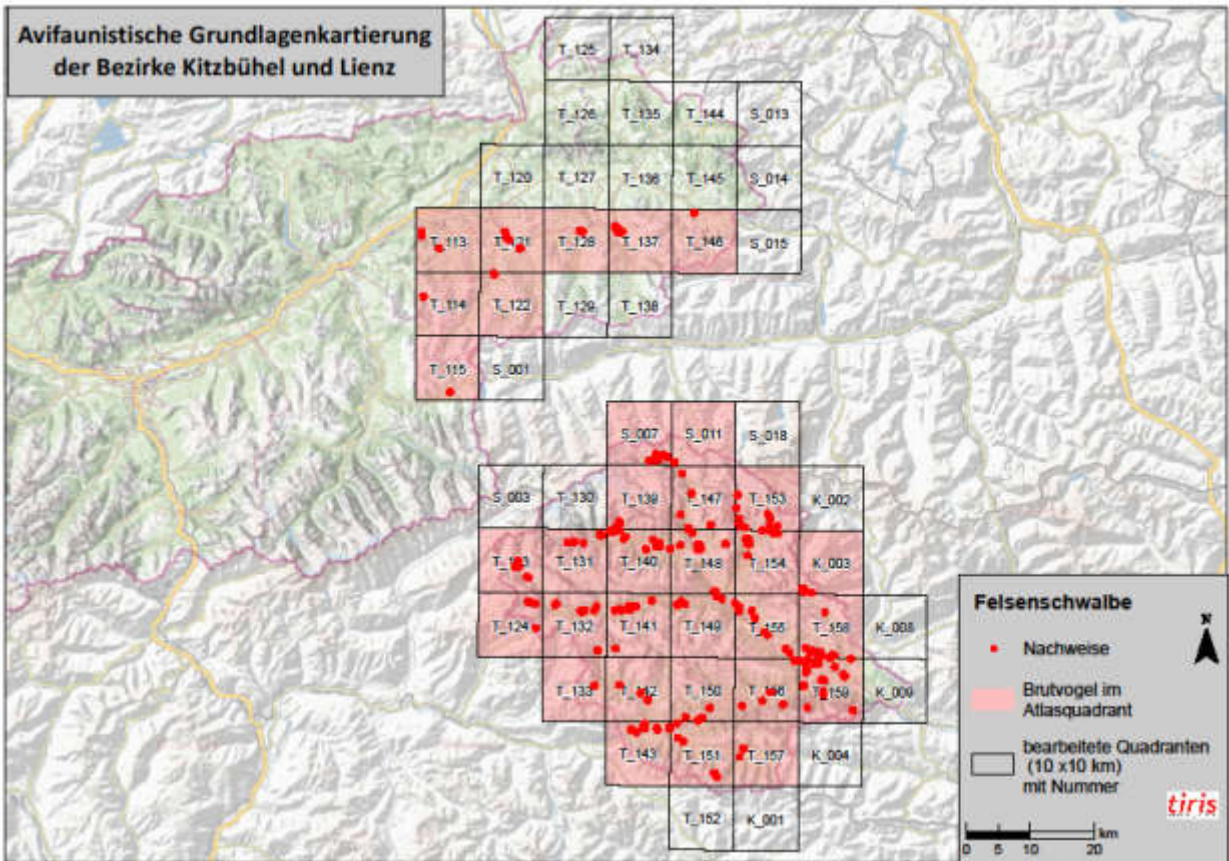 Avifaunistische Grundlagenkartierung
der Bezirke Kitzbühel und Lienz
T_125 T_134
T_126 T_135 T_144 S_013
T_120 T_127 T_136 T_145 S_014
T_113 T_121 T_128 T_137 T_146 S_015
T_114 T_122 T_129 T_138
T_115 S_001
S_007 S_011 S_018
S_003 T_130 T_139 T_147 T_153 K_002
T_123 T_131 T_140 T_148 T_154 K_003
T_124 T_132 T_141 T_149 T_155 T_158 K_008
T_133 T_142 T_150 T_156 T_159 K_009
T_143 T_151 T_157 K_004
T_152 K_001
Felsenschwalbe
N
Nachweise
Brutvogel im
Atlasquadrant
bearbeitete Quadranten
(10 x10 km)
mit Nummer
tiris
km
0 5 10 20